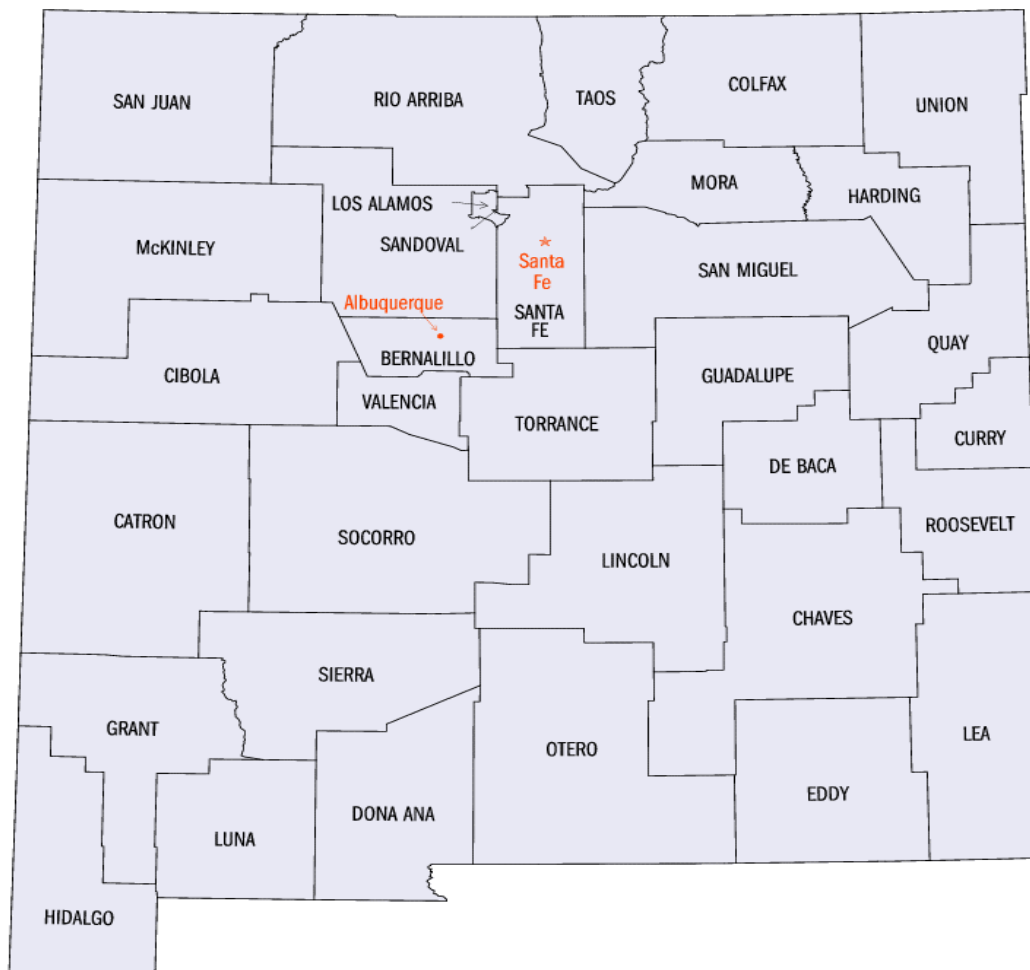 SAN JUAN
RIO ARRIBA
TAOS
COLFAX
UNION
MORA
HARDING
LOS ALAMOS
McKINLEY
SANDOVAL
Santa
Fe
SAN MIGUEL
Albuquerque
SANTA
FE
BERNALILLO
QUAY
CIBOLA
GUADALUPE
VALENCIA
TORRANCE
CURRY
DE BACA
CATRON
SOCORRO
ROOSEVELT
LINCOLN
CHAVES
SIERRA
GRANT
OTERO
LEA
EDDY
DONA ANA
LUNA
HIDALGO